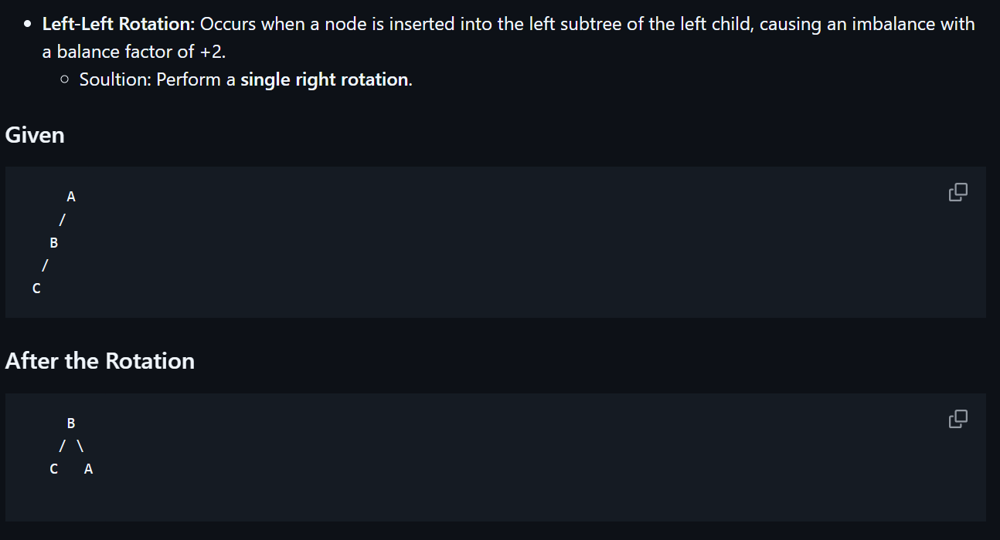 • Left-Left Rotation: Occurs when a node is inserted into the left subtree of the left child, causing an imbalance with
a balance factor of +2.
○ Soultion: Perform a single right rotation.
Given
A
/
B
/
C
After the Rotation
B
/ \
C A